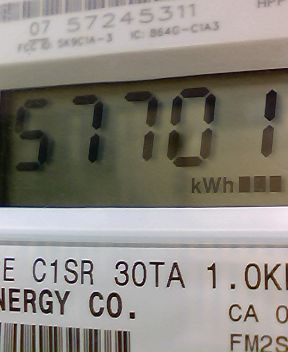 07 57245311
FCC ID: SK9C1A-3 IC: 864G-C1A3
57701
kWh
E C1SR 30TA 1.0K
NERGY CO.
CA 0
FM2S